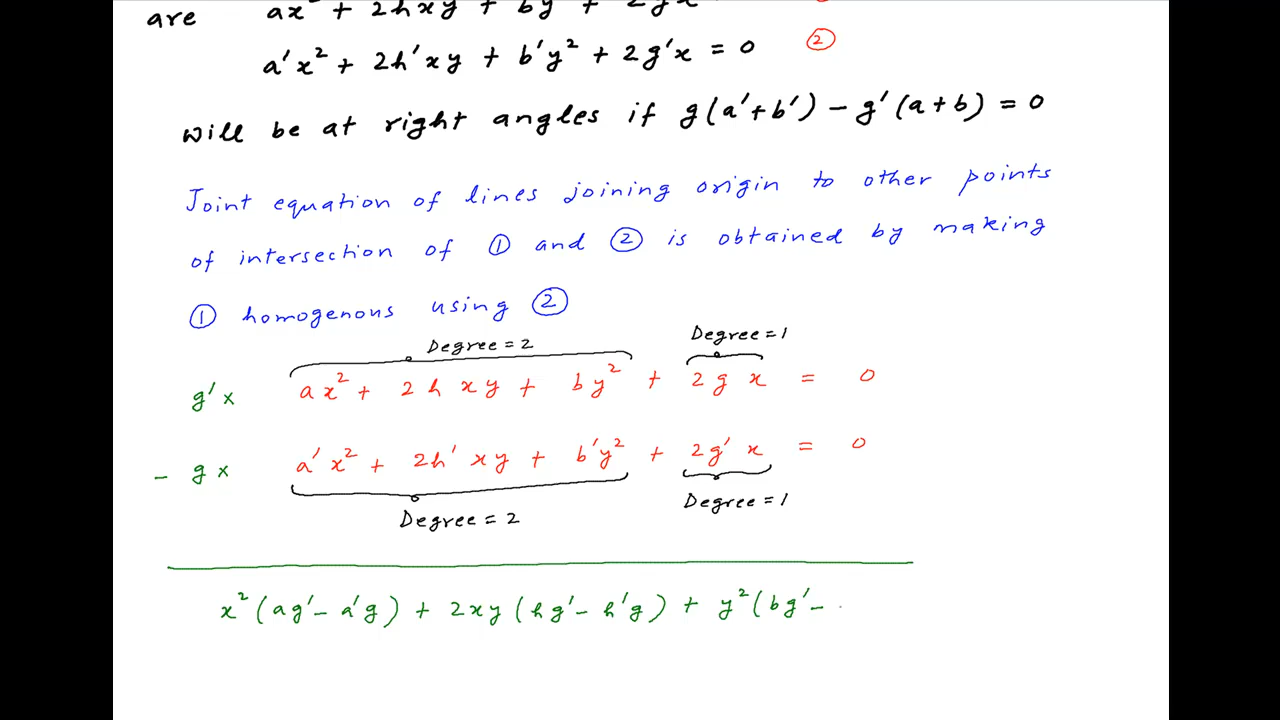 are ax² + 2hxy + by + 2gx
a'x² + 2h'xy + b'y² + 2g'x = 0 ②
will be at right angles if g(a'+b') – g'(a+b) = 0
Joint equation of lines joining origin to other points
of intersection of ① and ② is obtained by making
① homogenous using ②
Degree = 2 Degree = 1
g' × ax² + 2hxy + by² + 2gx = 0
– g × a'x² + 2h'xy + b'y² + 2g'x = 0
Degree = 2 Degree = 1
x²(ag' – a'g) + 2xy(hg' – h'g) + y²(bg' –